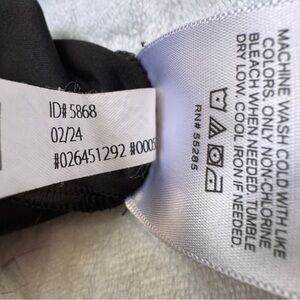 ID# 5868
02/24
#026451292 #0005
MACHINE WASH COLD WITH LIKE
COLORS, ONLY NON-CHLORINE
BLEACH WHEN NEEDED, TUMBLE
DRY LOW, COOL IRON IF NEEDED.
RN# 55285